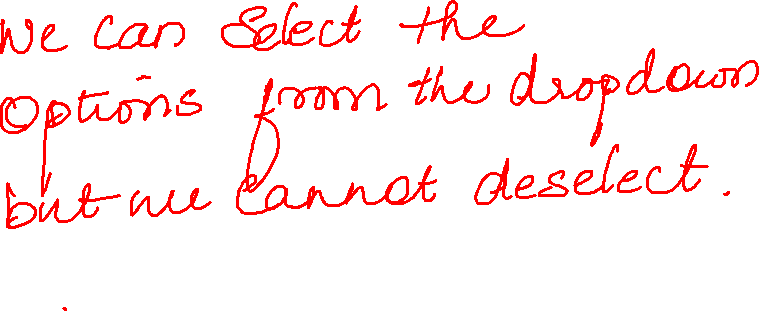 We can Select the
Options from the dropdown
but we cannot deselect.